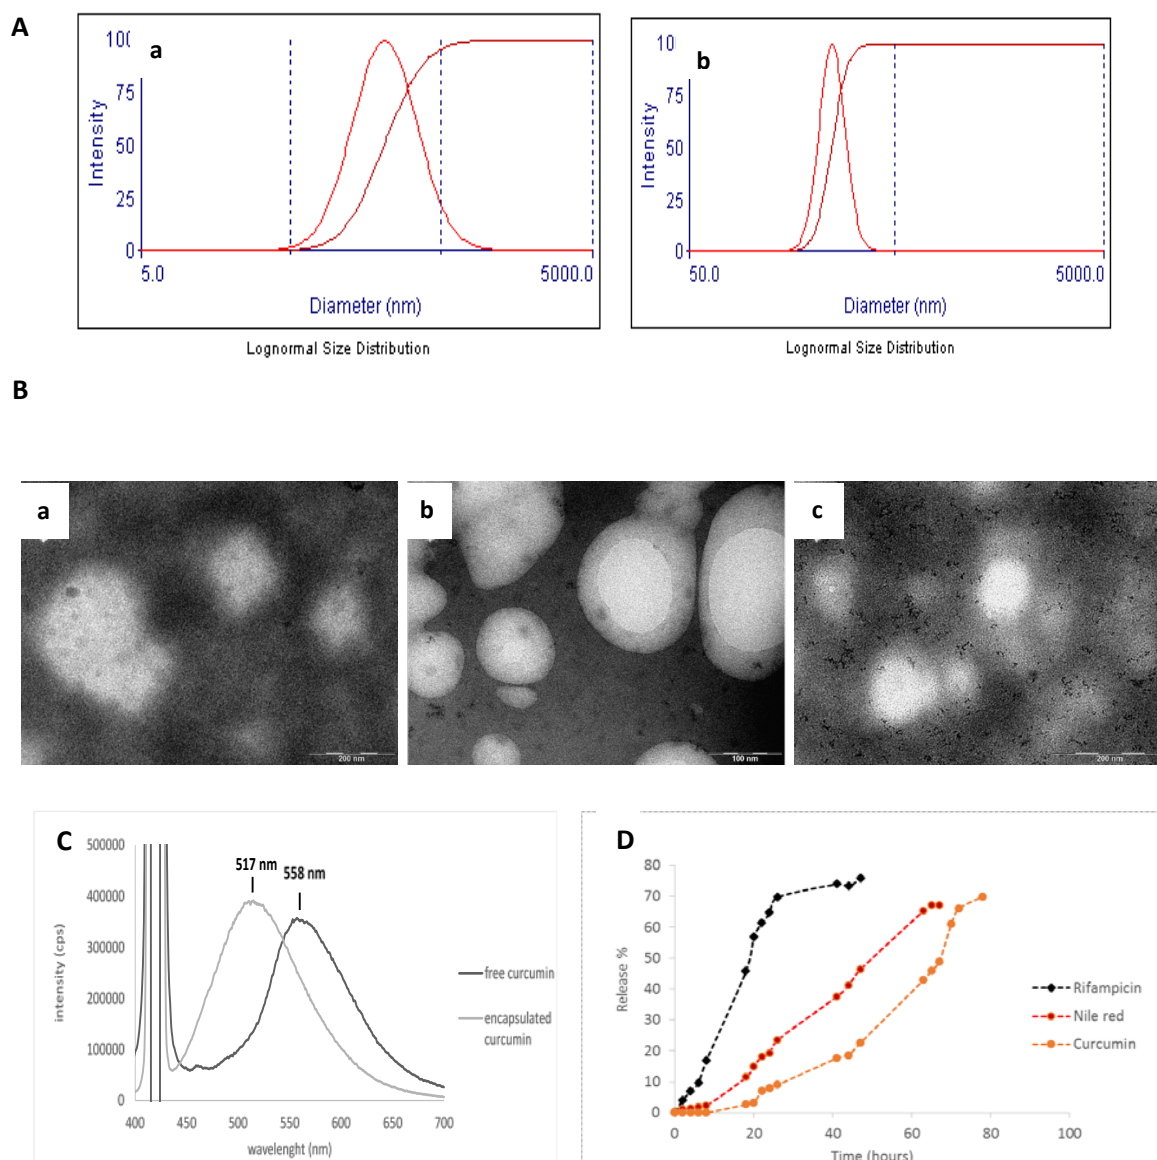 A
a
100
75
50
25
0
Intensity
5.0
5000.0
Diameter (nm)
Lognormal Size Distribution
b
10
75
50
25
0
Intensity
50.0
5000.0
Diameter (nm)
Lognormal Size Distribution
B
a
200 nm
b
100 nm
c
200 nm
C
500000
400000
300000
200000
100000
0
intensity (cps)
517 nm
558 nm
free curcumin
encapsulated
curcumin
400
450
500
550
600
650
700
wavelenght (nm)
D
80
70
60
50
40
30
20
10
0
Release %
Rifampicin
Nile red
Curcumin
0
20
40
60
80
100
Time (hours)